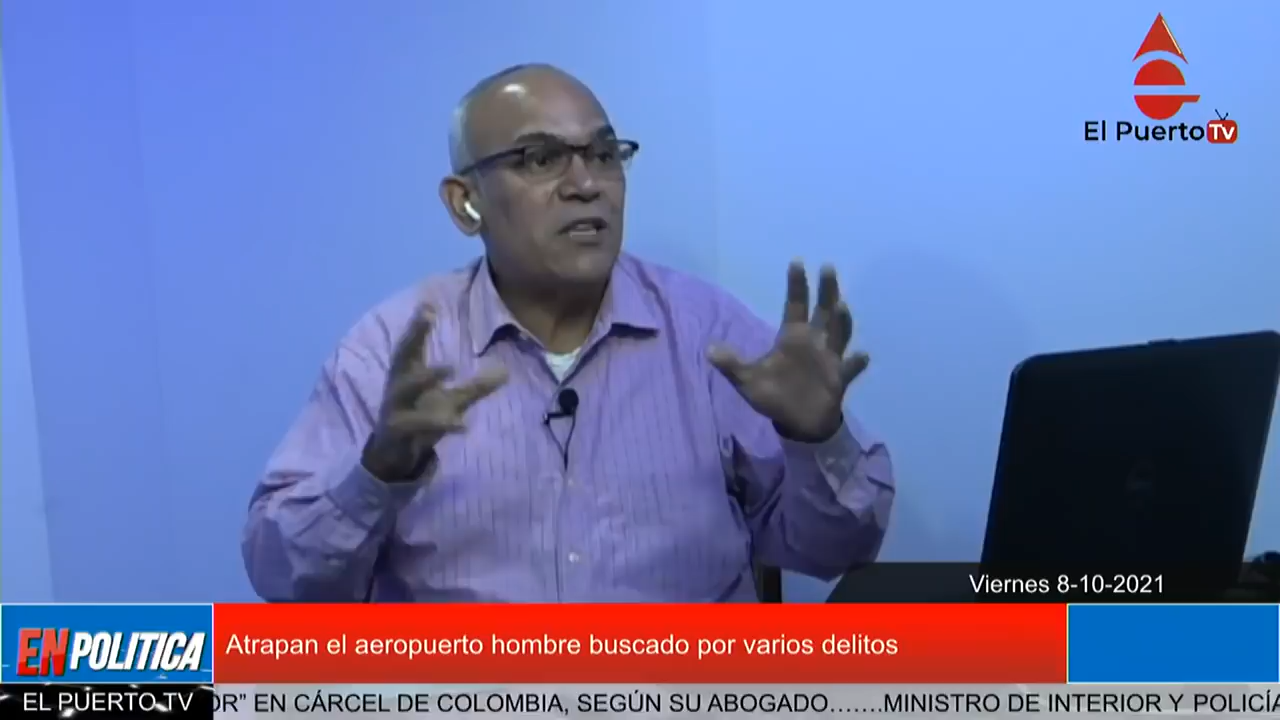 El Puerto TV
Viernes 8-10-2021
EN POLITICA
Atrapan el aeropuerto hombre buscado por varios delitos
EL PUERTO TV
OR” EN CÁRCEL DE COLOMBIA, SEGÚN SU ABOGADO.......MINISTRO DE INTERIOR Y POLICÍA